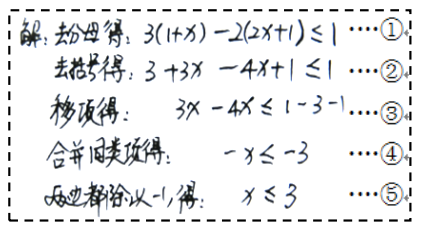 解：去分母得：3(1+x)-2(2x+1)≤1 ····①
去括号得：3+3x-4x+1≤1 ····②
移项得：3x-4x≤1-3-1 ····③
合并同类项得：-x≤-3 ····④
两边都除以-1，得：x≤3 ····⑤